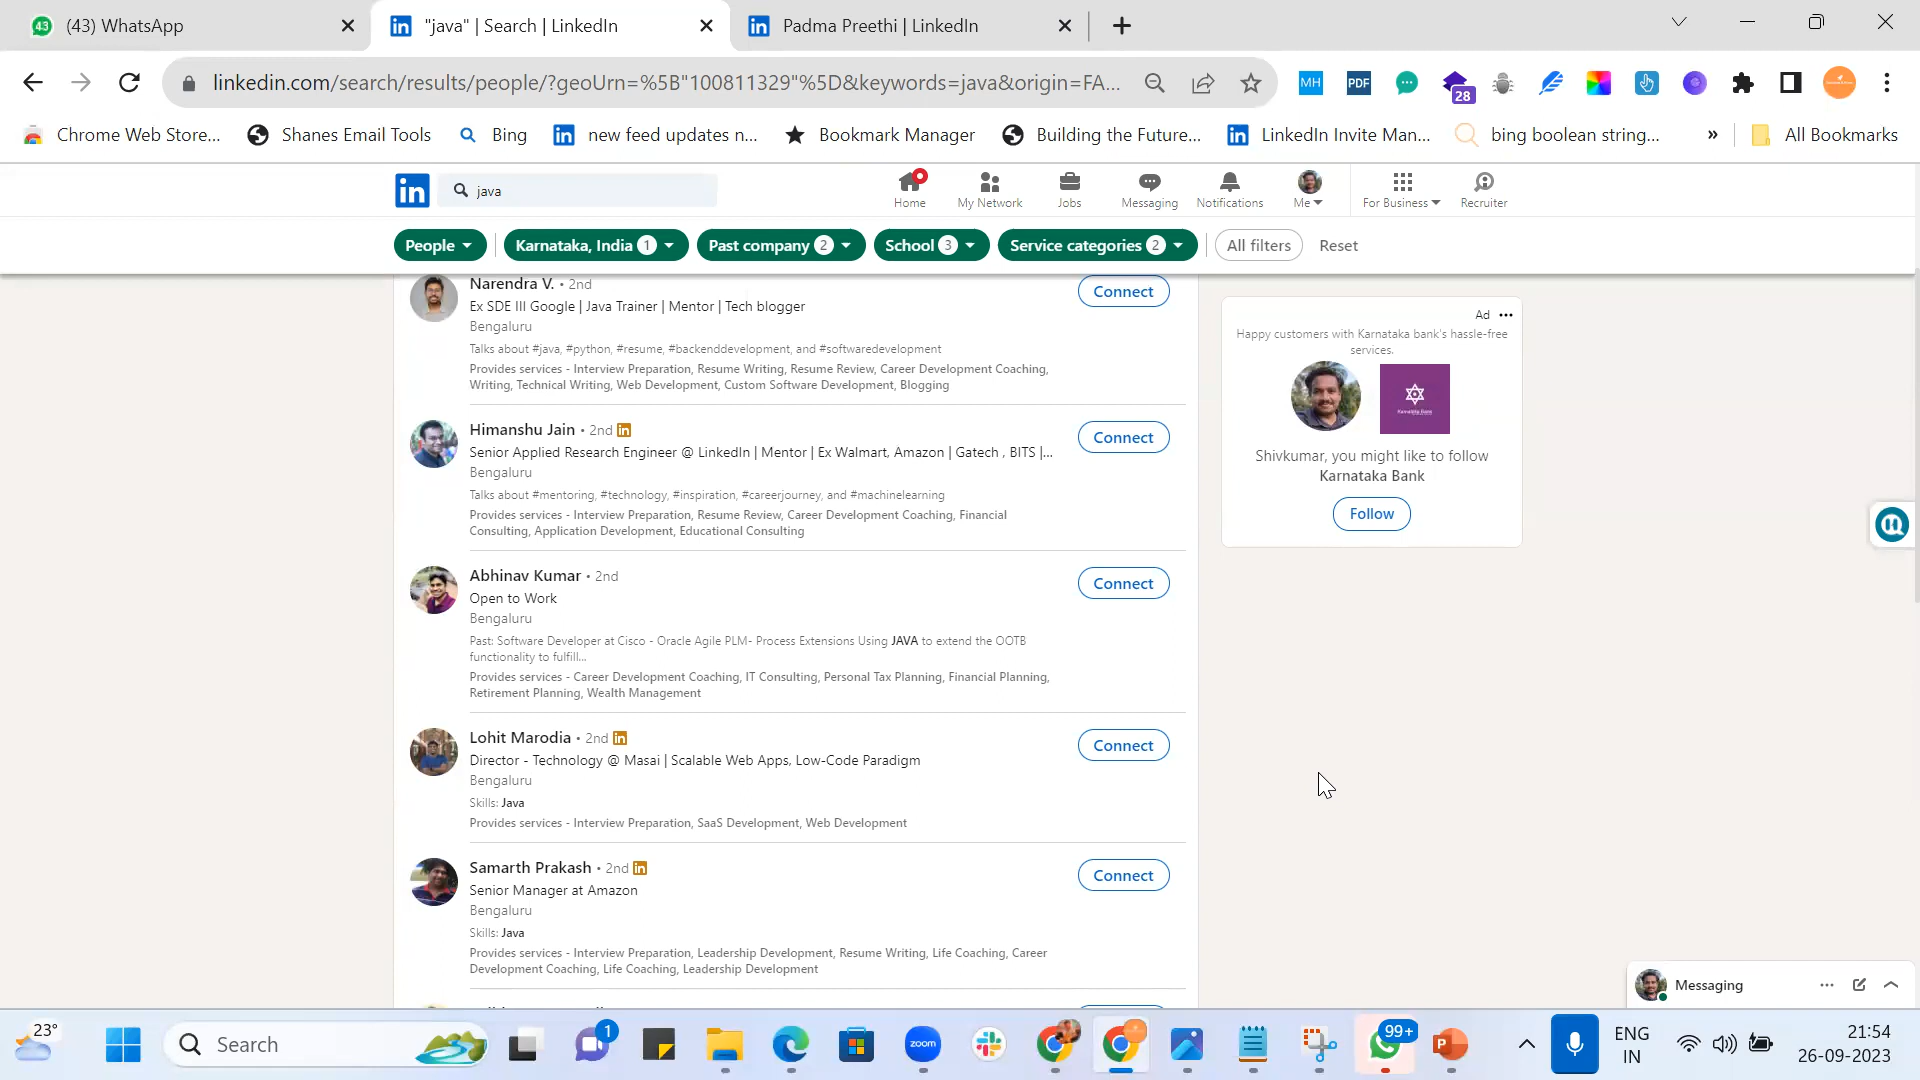 43
(43) WhatsApp
"java" | Search | LinkedIn
Padma Preethi | LinkedIn
linkedin.com/search/results/people/?geoUrn=%5B"100811329"%5D&keywords=java&origin=FA...
MH
PDF
28
Chrome Web Store...
Shanes Email Tools
Bing
new feed updates n...
Bookmark Manager
Building the Future...
LinkedIn Invite Man...
bing boolean string...
»
All Bookmarks
in
java
Home
My Network
Jobs
Messaging
Notifications
Me
For Business
Recruiter
People
Karnataka, India 1
Past company 2
School 3
Service categories 2
All filters
Reset
Narendra V. • 2nd
Connect
Ex SDE III Google | Java Trainer | Mentor | Tech blogger
Bengaluru
Talks about #java, #python, #resume, #backenddevelopment, and #softwaredevelopment
Provides services - Interview Preparation, Resume Writing, Resume Review, Career Development Coaching,
Writing, Technical Writing, Web Development, Custom Software Development, Blogging
Himanshu Jain • 2nd in
Connect
Senior Applied Research Engineer @ LinkedIn | Mentor | Ex Walmart, Amazon | Gatech , BITS |...
Bengaluru
Talks about #mentoring, #technology, #inspiration, #careerjourney, and #machinelearning
Provides services - Interview Preparation, Resume Review, Career Development Coaching, Financial
Consulting, Application Development, Educational Consulting
Abhinav Kumar • 2nd
Connect
Open to Work
Bengaluru
Past: Software Developer at Cisco - Oracle Agile PLM- Process Extensions Using JAVA to extend the OOTB
functionality to fulfill...
Provides services - Career Development Coaching, IT Consulting, Personal Tax Planning, Financial Planning,
Retirement Planning, Wealth Management
Lohit Marodia • 2nd in
Connect
Director - Technology @ Masai | Scalable Web Apps, Low-Code Paradigm
Bengaluru
Skills: Java
Provides services - Interview Preparation, SaaS Development, Web Development
Samarth Prakash • 2nd in
Connect
Senior Manager at Amazon
Bengaluru
Skills: Java
Provides services - Interview Preparation, Leadership Development, Resume Writing, Life Coaching, Career
Development Coaching, Life Coaching, Leadership Development
Ad
Happy customers with Karnataka bank's hassle-free
services.
Karnataka Bank
Shivkumar, you might like to follow
Karnataka Bank
Follow
Messaging
23°
Search
1
zoom
99+
P
ENG
IN
21:54
26-09-2023